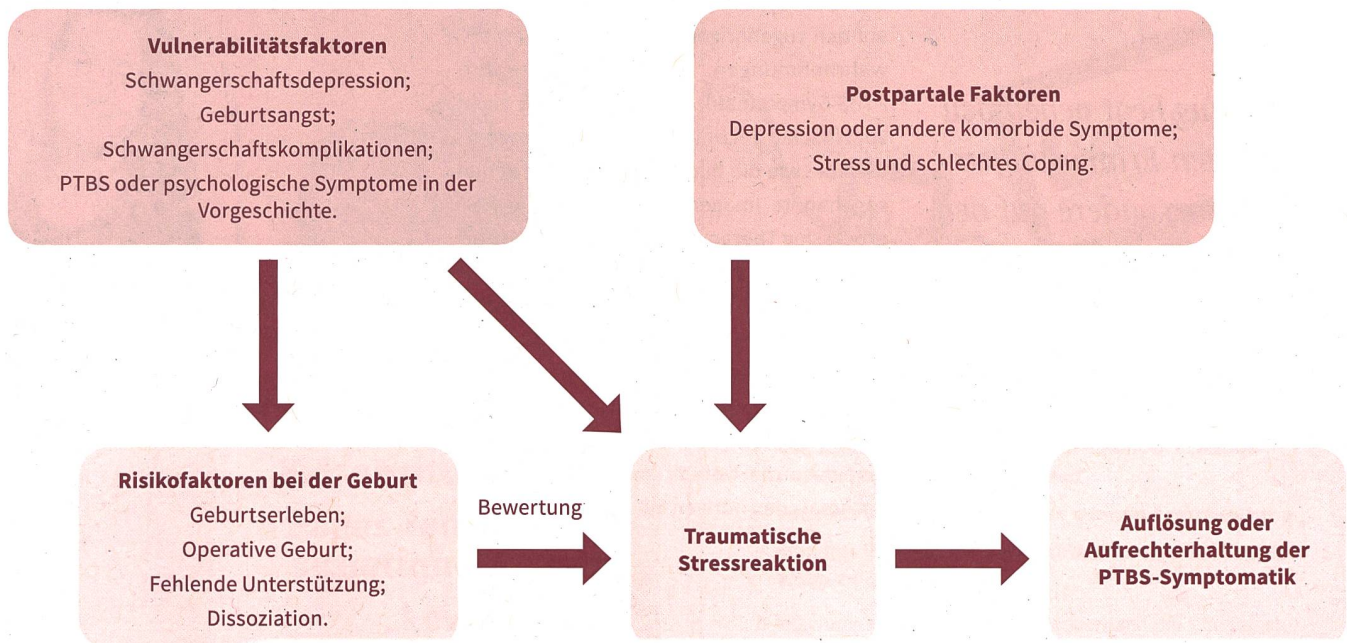 Vulnerabilitätsfaktoren
Schwangerschaftsdepression;
Geburtsangst;
Schwangerschaftskomplikationen;
PTBS oder psychologische Symptome in der
Vorgeschichte.
Postpartale Faktoren
Depression oder andere komorbide Symptome;
Stress und schlechtes Coping.
Risikofaktoren bei der Geburt
Geburtserleben;
Operative Geburt;
Fehlende Unterstützung;
Dissoziation.
Bewertung
Traumatische
Stressreaktion
Auflösung oder
Aufrechterhaltung der
PTBS-Symptomatik